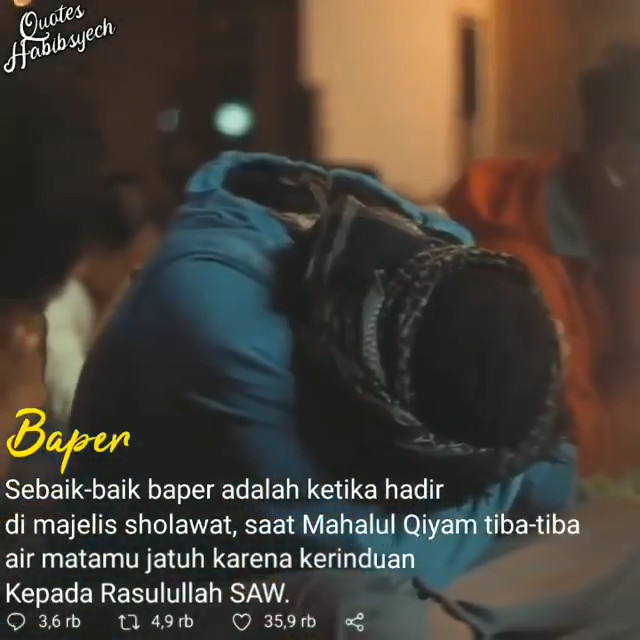 Quotes
Habibsyech
Baper
Sebaik-baik baper adalah ketika hadir
di majelis sholawat, saat Mahalul Qiyam tiba-tiba
air matamu jatuh karena kerinduan
Kepada Rasulullah SAW.
3,6 rb 4,9 rb 35,9 rb